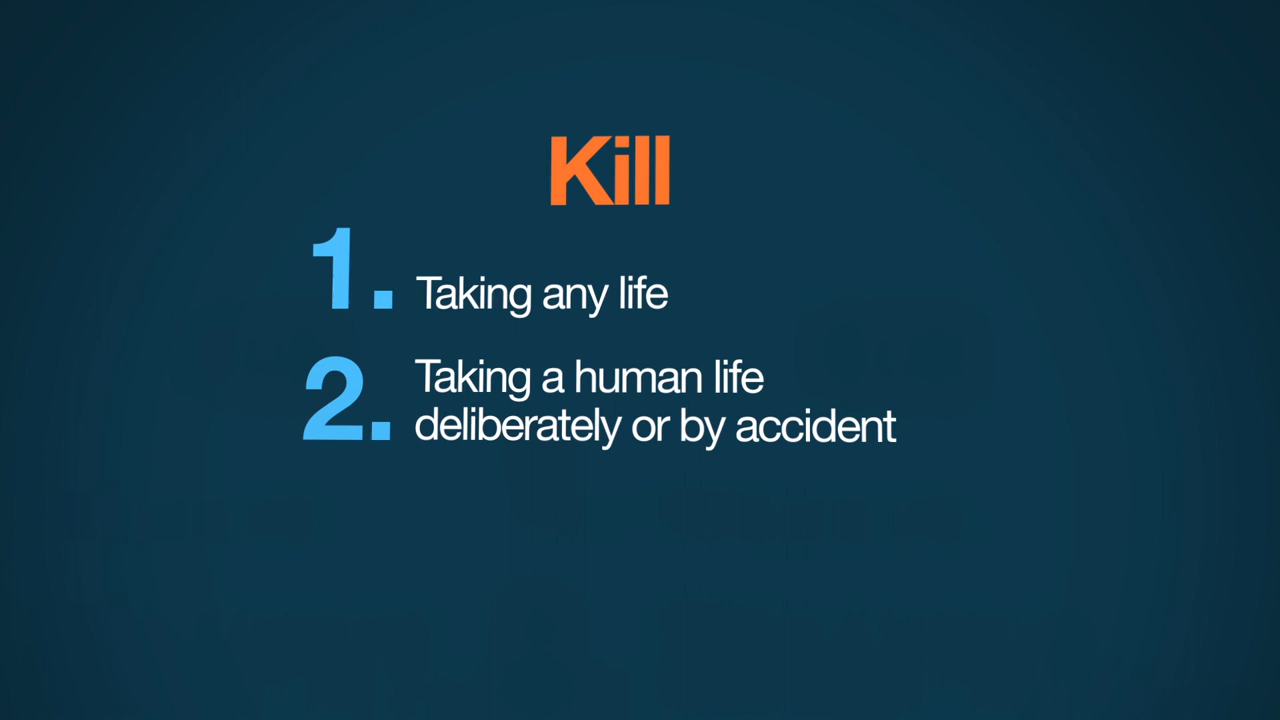 Kill
1. Taking any life
2. Taking a human life
deliberately or by accident